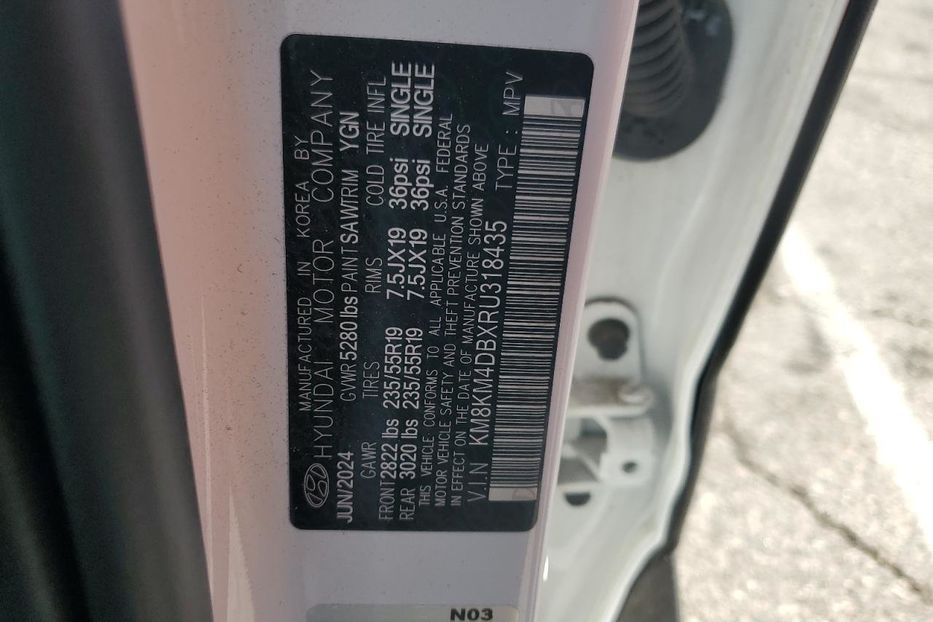 MANUFACTURED IN KOREA BY
HYUNDAI MOTOR COMPANY
JUN/2024 GVWR 5280 lbs PAINT SAW TRIM YGN
GAWR TIRES RIMS COLD TIRE INFL
FRONT 2822 lbs 235/55R19 7.5JX19 36psi SINGLE
REAR 3020 lbs 235/55R19 7.5JX19 36psi SINGLE
THIS VEHICLE CONFORMS TO ALL APPLICABLE U.S.A. FEDERAL
MOTOR VEHICLE SAFETY AND THEFT PREVENTION STANDARDS
IN EFFECT ON THE DATE OF MANUFACTURE SHOWN ABOVE
V.I.N KM8KM4DBXRU318435 TYPE : MPV
N03